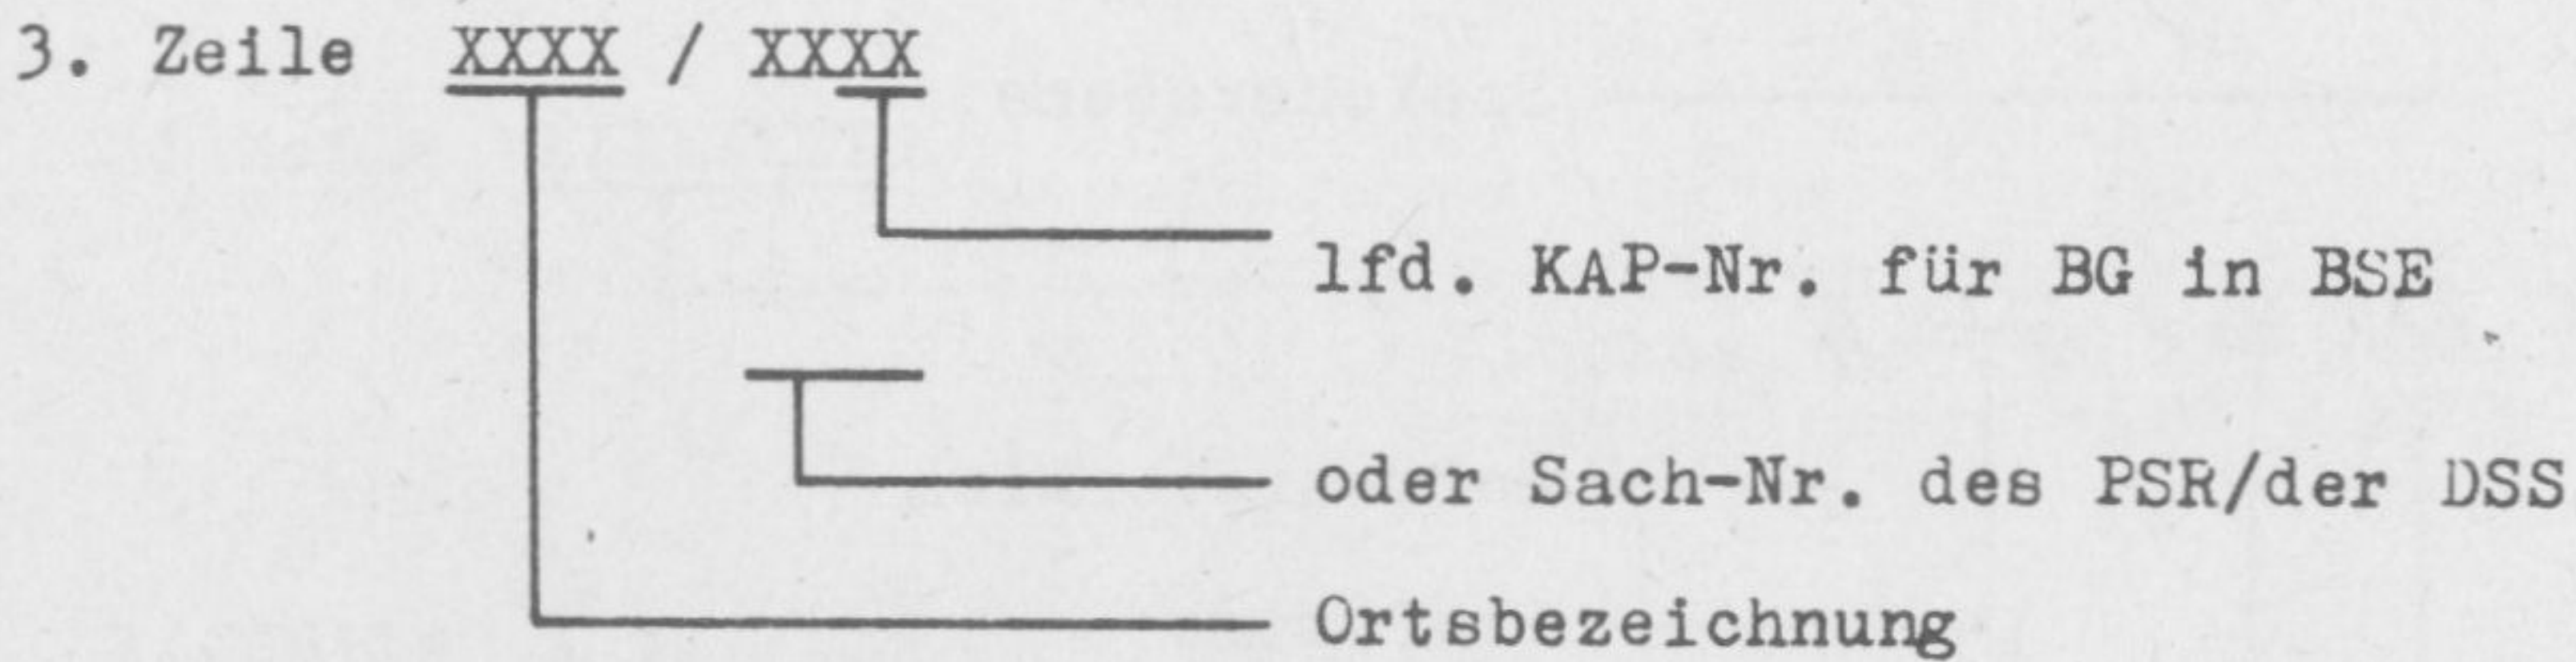 3. Zeile XXXX / XXXX
lfd. KAP-Nr. für BG in BSE
oder Sach-Nr. des PSR/der DSS
Ortsbezeichnung